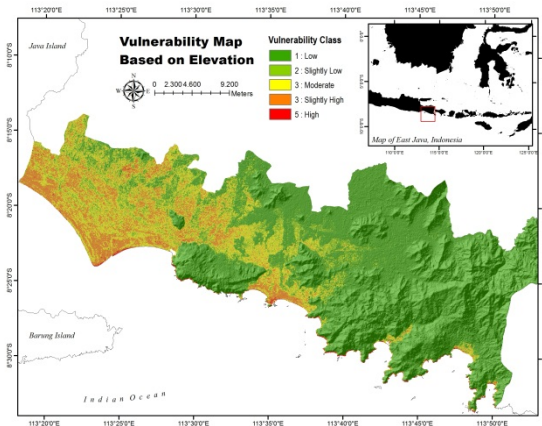 113°20'0"E 113°25'0"E 113°30'0"E 113°35'0"E 113°40'0"E 113°45'0"E 113°50'0"E
Java Island
Vulnerability Map
Based on Elevation
N
W E
S
0 2.300 4.600 9.200
Meters
Vulnerability Class
1 : Low
2 : Slightly Low
3 : Moderate
3 : Slightly High
5 : High
Map of East Java, Indonesia
8°10'0"S
8°15'0"S
8°20'0"S
8°25'0"S
8°30'0"S
Barung Island
Indian Ocean
113°20'0"E 113°25'0"E 113°30'0"E 113°35'0"E 113°40'0"E 113°45'0"E 113°50'0"E